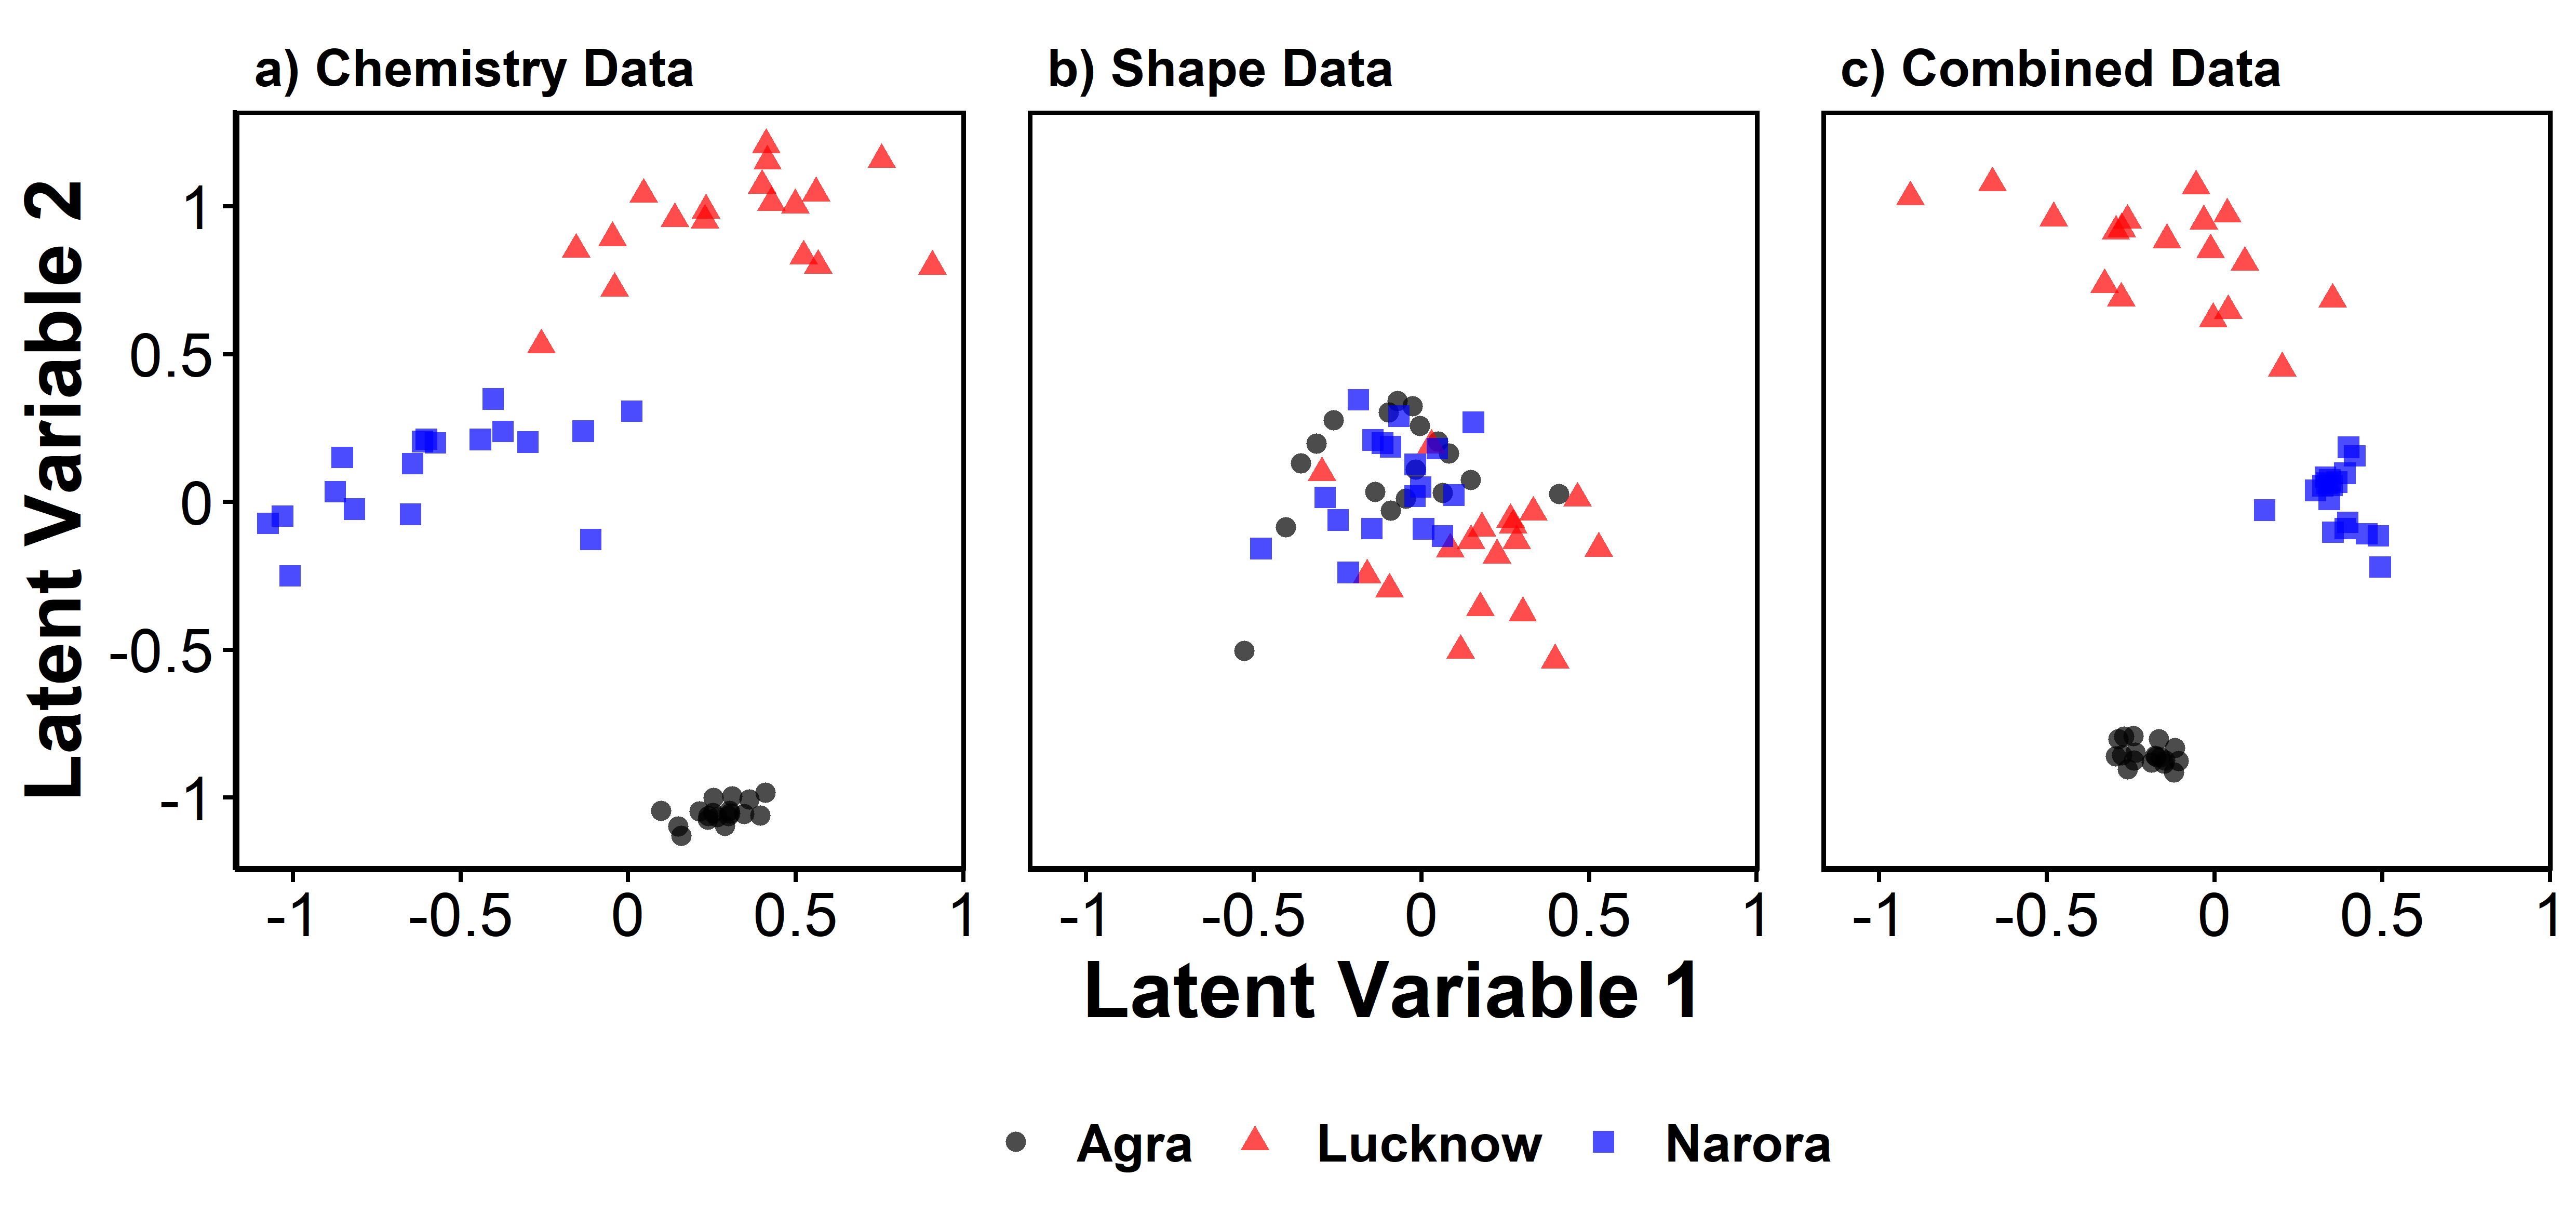 a) Chemistry Data
b) Shape Data
c) Combined Data
Latent Variable 2
1
0.5
0
-0.5
-1
-1 -0.5 0 0.5 1
-1 -0.5 0 0.5 1
-1 -0.5 0 0.5 1
Latent Variable 1
Agra Lucknow Narora